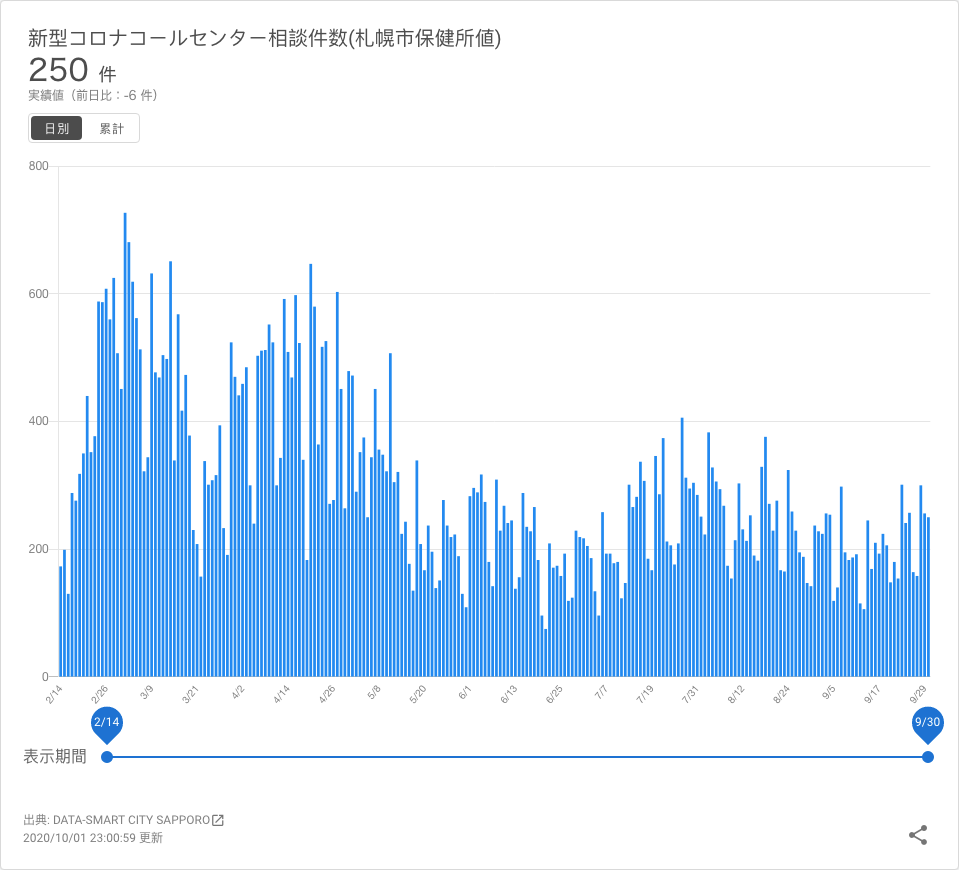 新型コロナコールセンター相談件数(札幌市保健所値)
250 件
実績値（前日比：-6 件）
日別 累計
800
600
400
200
0
2/14 2/26 3/9 3/21 4/2 4/14 4/26 5/8 5/20 6/1 6/13 6/25 7/7 7/19 7/31 8/12 8/24 9/5 9/17 9/29
2/14 9/30
表示期間
出典: DATA-SMART CITY SAPPORO
2020/10/01 23:00:59 更新